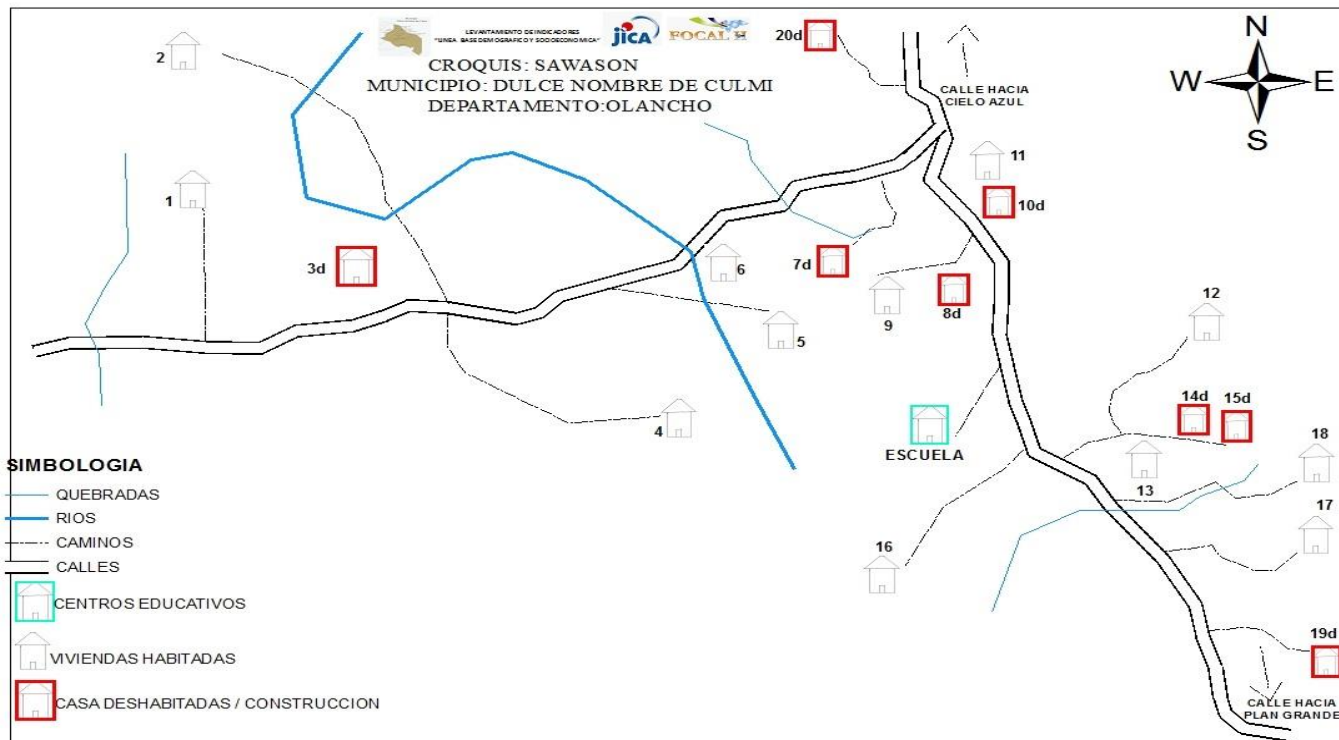 LEVANTAMIENTO DE INDICADORES
"LINEA BASE DEMOGRAFICO Y SOCIOECONOMICA"
jica
FOCAL II
CROQUIS: SAWASON
MUNICIPIO: DULCE NOMBRE DE CULMI
DEPARTAMENTO:OLANCHO
20d
CALLE HACIA
CIELO AZUL
N
W
E
S
2
11
1
10d
3d
6
7d
9
8d
12
5
4
14d
15d
18
ESCUELA
13
17
16
19d
CALLE HACIA
PLAN GRANDE
SIMBOLOGIA
QUEBRADAS
RIOS
CAMINOS
CALLES
CENTROS EDUCATIVOS
VIVIENDAS HABITADAS
CASA DESHABITADAS / CONSTRUCCION